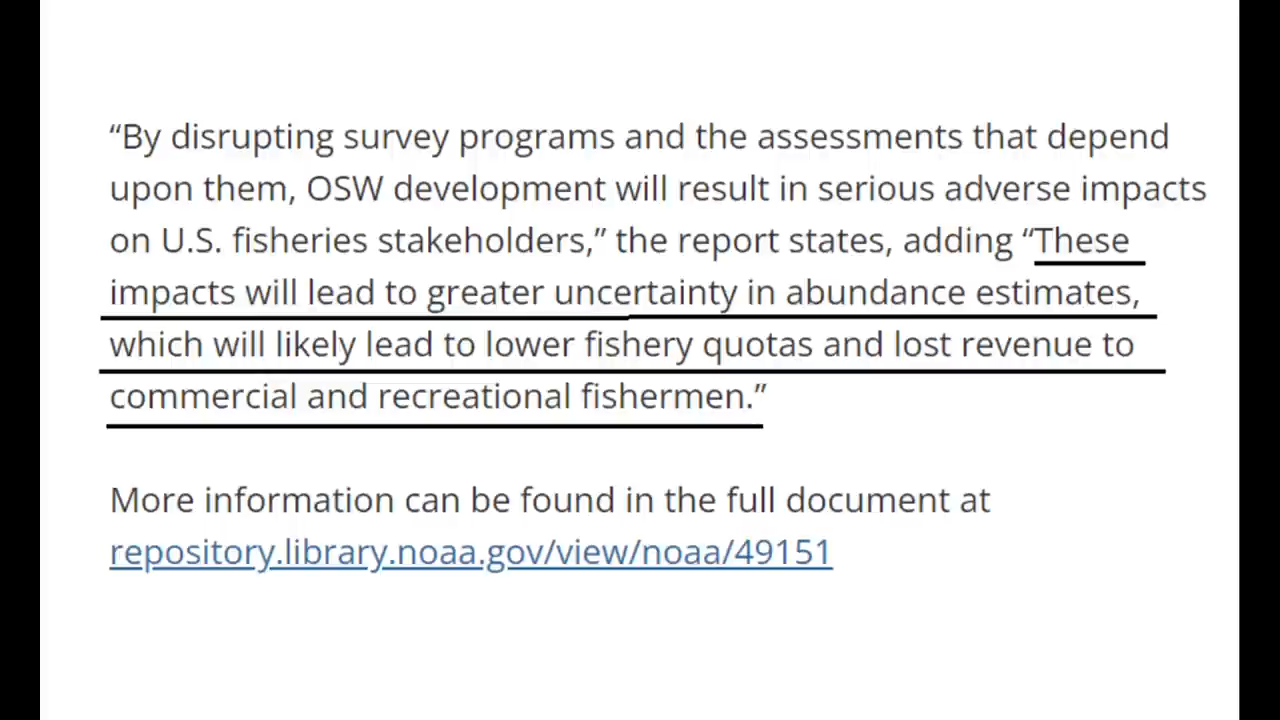 “By disrupting survey programs and the assessments that depend
upon them, OSW development will result in serious adverse impacts
on U.S. fisheries stakeholders,” the report states, adding “These
impacts will lead to greater uncertainty in abundance estimates,
which will likely lead to lower fishery quotas and lost revenue to
commercial and recreational fishermen.”
More information can be found in the full document at
repository.library.noaa.gov/view/noaa/49151